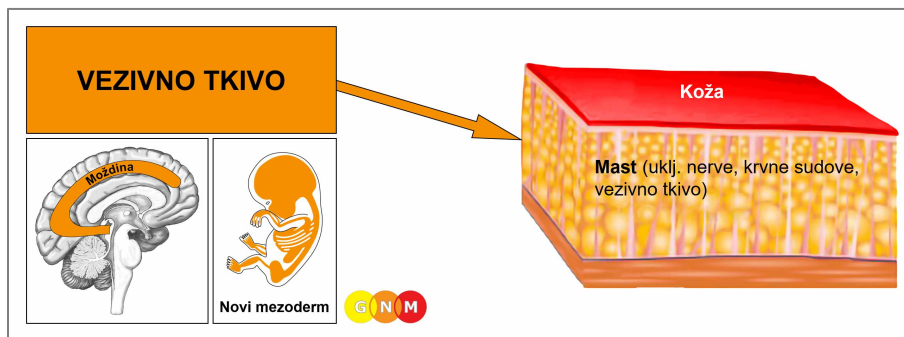 VEZIVNO TKIVO
Moždina
Novi mezoderm
G N M
Koža
Mast (uklj. nerve, krvne sudove,
vezivno tkivo)